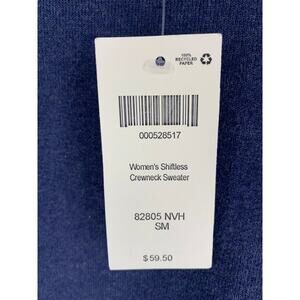 100%
RECYCLED
PAPER
000528517
Women's Shiftless
Crewneck Sweater
82805 NVH
SM
$59.50